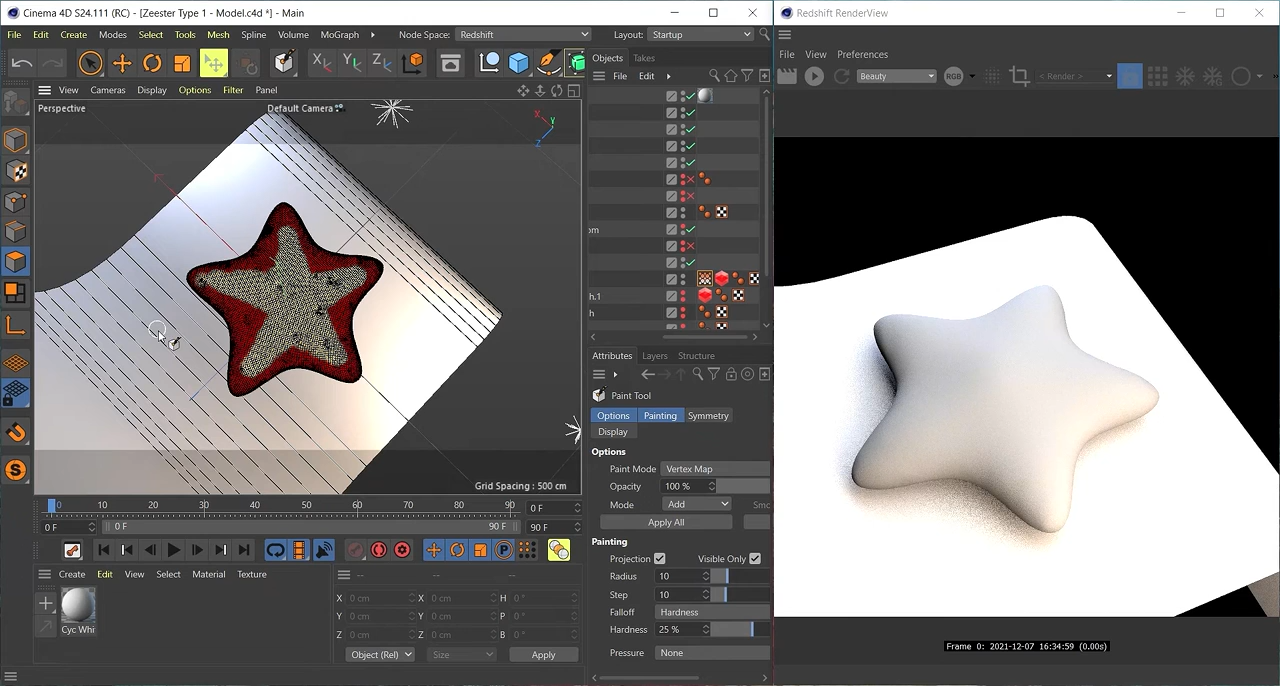 Cinema 4D S24.111 (RC) - [Zeester Type 1 - Model.c4d *] - Main
File Edit Create Modes Select Tools Mesh Spline Volume MoGraph Node Space: Redshift Layout: Startup
X Y Z
View Cameras Display Options Filter Panel
Perspective Default Camera
X Y Z
Grid Spacing : 500 cm
0 10 20 30 40 50 60 70 80 90 0 F
0 F 0 F 90 F 90 F
Create Edit View Select Material Texture
Cyc Whi
-- -- --
X 0 cm X 0 cm H 0 °
Y 0 cm Y 0 cm P 0 °
Z 0 cm Z 0 cm B 0 °
Object (Rel) Size Apply
Objects Takes
File Edit
om
h.1
h
Attributes Layers Structure
Paint Tool
Options Painting Symmetry
Display
Options
Paint Mode Vertex Map
Opacity 100 %
Mode Add Smo
Apply All
Painting
Projection Visible Only
Radius 10
Step 10
Falloff Hardness
Hardness 25 %
Pressure None
Redshift RenderView
File View Preferences
Beauty RGB < Render >
Frame 0: 2021-12-07 16:34:59 (0.00s)